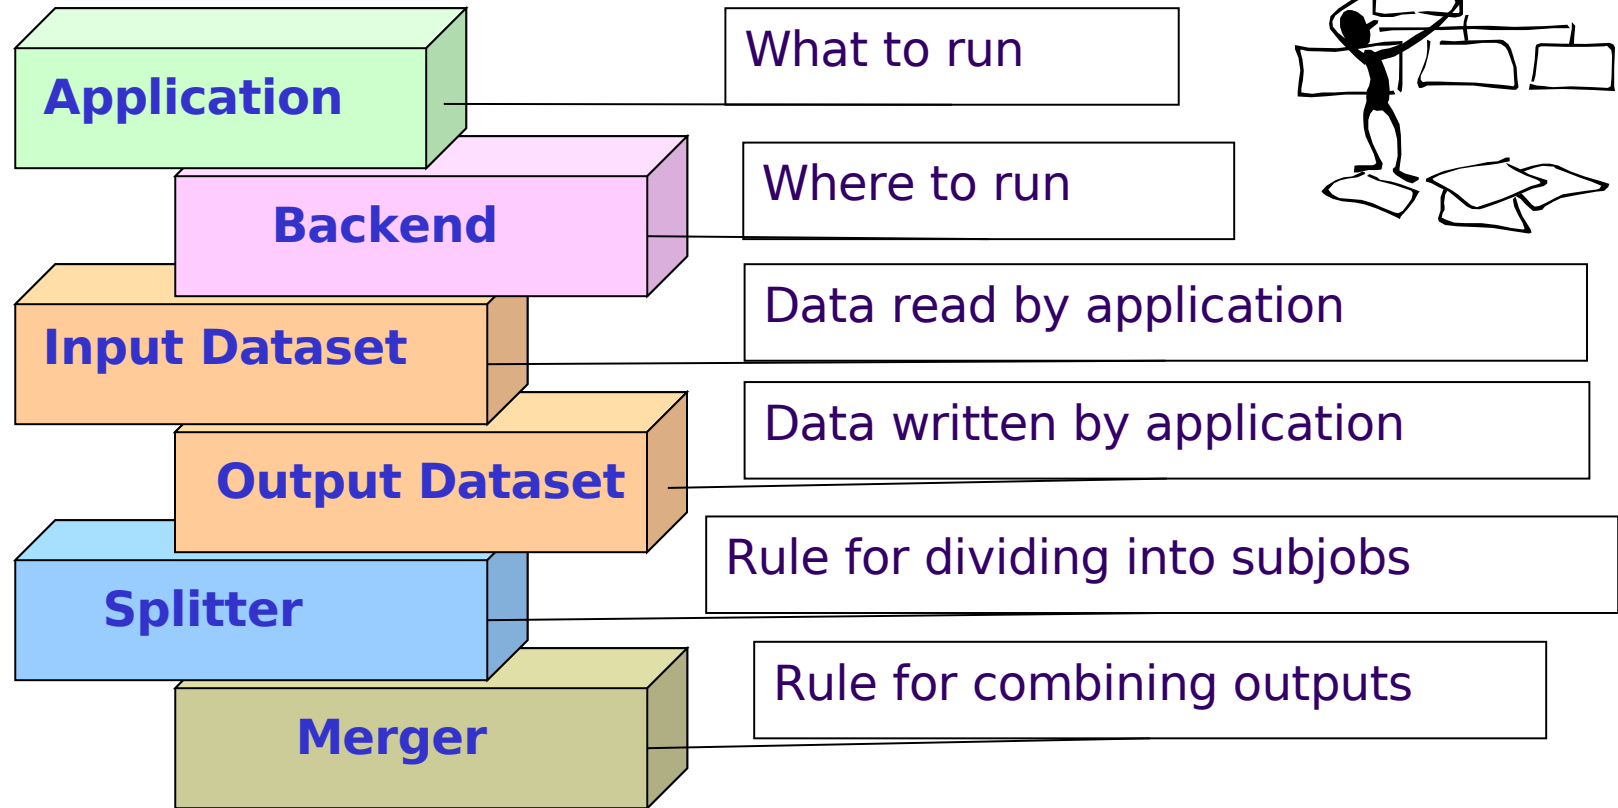 Application
What to run
Backend
Where to run
Input Dataset
Data read by application
Output Dataset
Data written by application
Splitter
Rule for dividing into subjobs
Merger
Rule for combining outputs